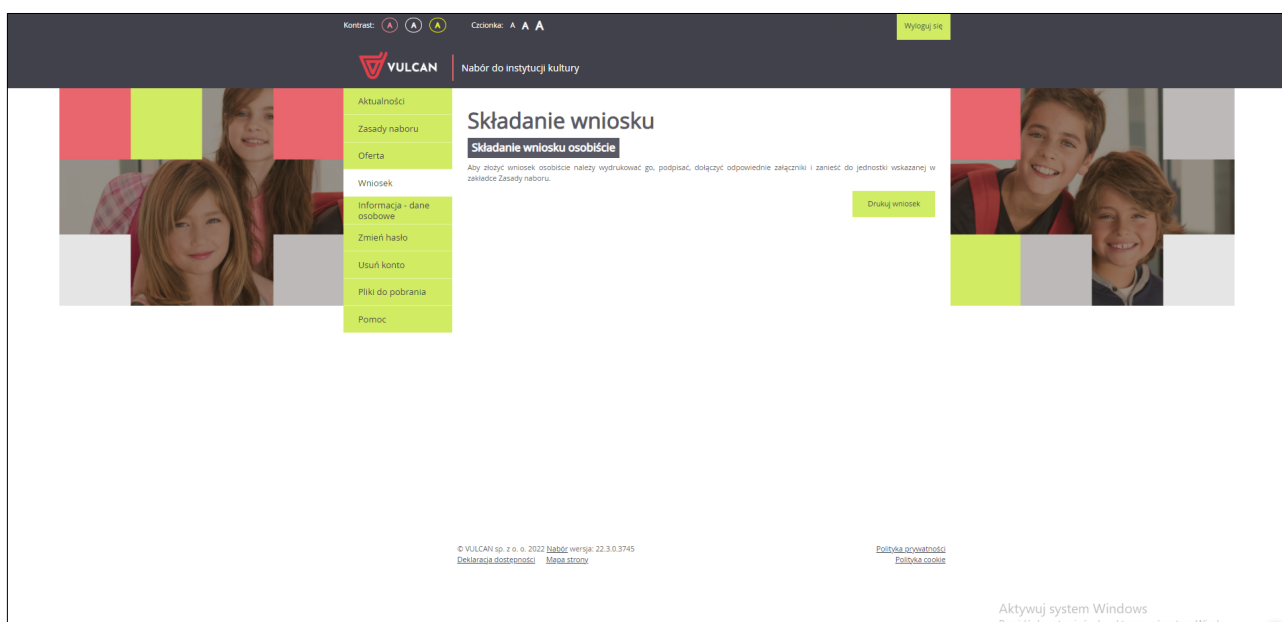 Kontrast: A A A Czcionka: A A A Wyloguj się
VULCAN Nabór do instytucji kultury
Aktualności
Zasady naboru
Oferta
Wniosek
Informacja - dane
osobowe
Zmień hasło
Usuń konto
Pliki do pobrania
Pomoc
Składanie wniosku
Składanie wniosku osobiście
Aby złożyć wniosek osobiście należy wydrukować go, podpisać, dołączyć odpowiednie załączniki i zanieść do jednostki wskazanej w
zakładce Zasady naboru.
Drukuj wniosek
© VULCAN sp. z o. o. 2022 Nabór wersja: 22.3.0.3745
Deklaracja dostępności Mapa strony
Polityka prywatności
Polityka cookie
Aktywuj system Windows